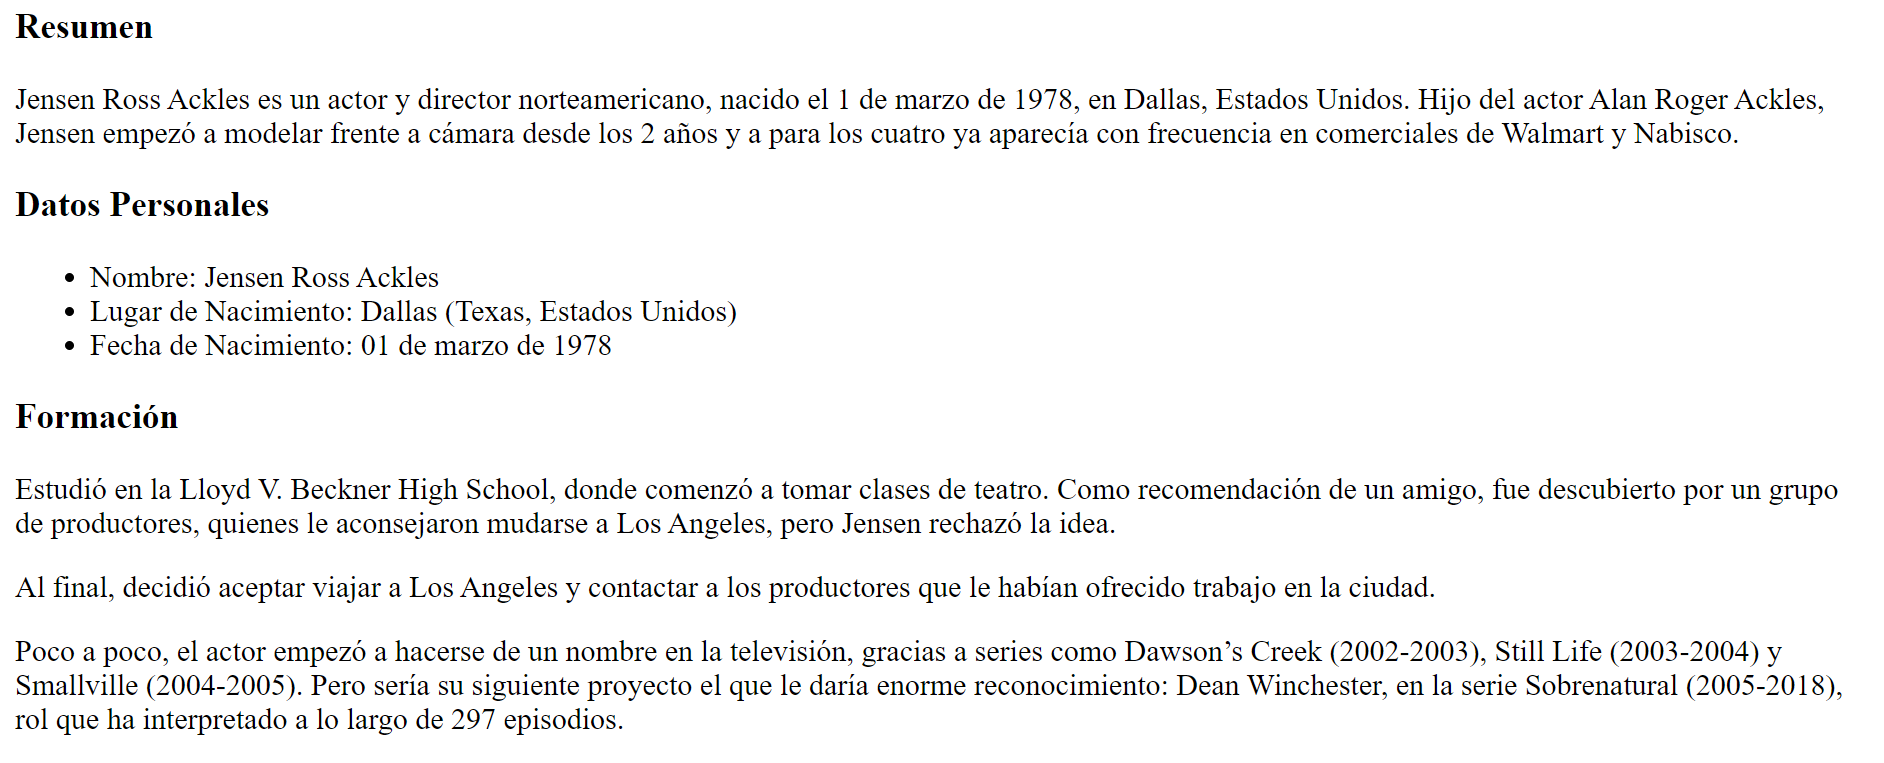 Resumen
Jensen Ross Ackles es un actor y director norteamericano, nacido el 1 de marzo de 1978, en Dallas, Estados Unidos. Hijo del actor Alan Roger Ackles,
Jensen empezó a modelar frente a cámara desde los 2 años y a para los cuatro ya aparecía con frecuencia en comerciales de Walmart y Nabisco.
Datos Personales
• Nombre: Jensen Ross Ackles
• Lugar de Nacimiento: Dallas (Texas, Estados Unidos)
• Fecha de Nacimiento: 01 de marzo de 1978
Formación
Estudió en la Lloyd V. Beckner High School, donde comenzó a tomar clases de teatro. Como recomendación de un amigo, fue descubierto por un grupo
de productores, quienes le aconsejaron mudarse a Los Angeles, pero Jensen rechazó la idea.
Al final, decidió aceptar viajar a Los Angeles y contactar a los productores que le habían ofrecido trabajo en la ciudad.
Poco a poco, el actor empezó a hacerse de un nombre en la televisión, gracias a series como Dawson’s Creek (2002-2003), Still Life (2003-2004) y
Smallville (2004-2005). Pero sería su siguiente proyecto el que le daría enorme reconocimiento: Dean Winchester, en la serie Sobrenatural (2005-2018),
rol que ha interpretado a lo largo de 297 episodios.